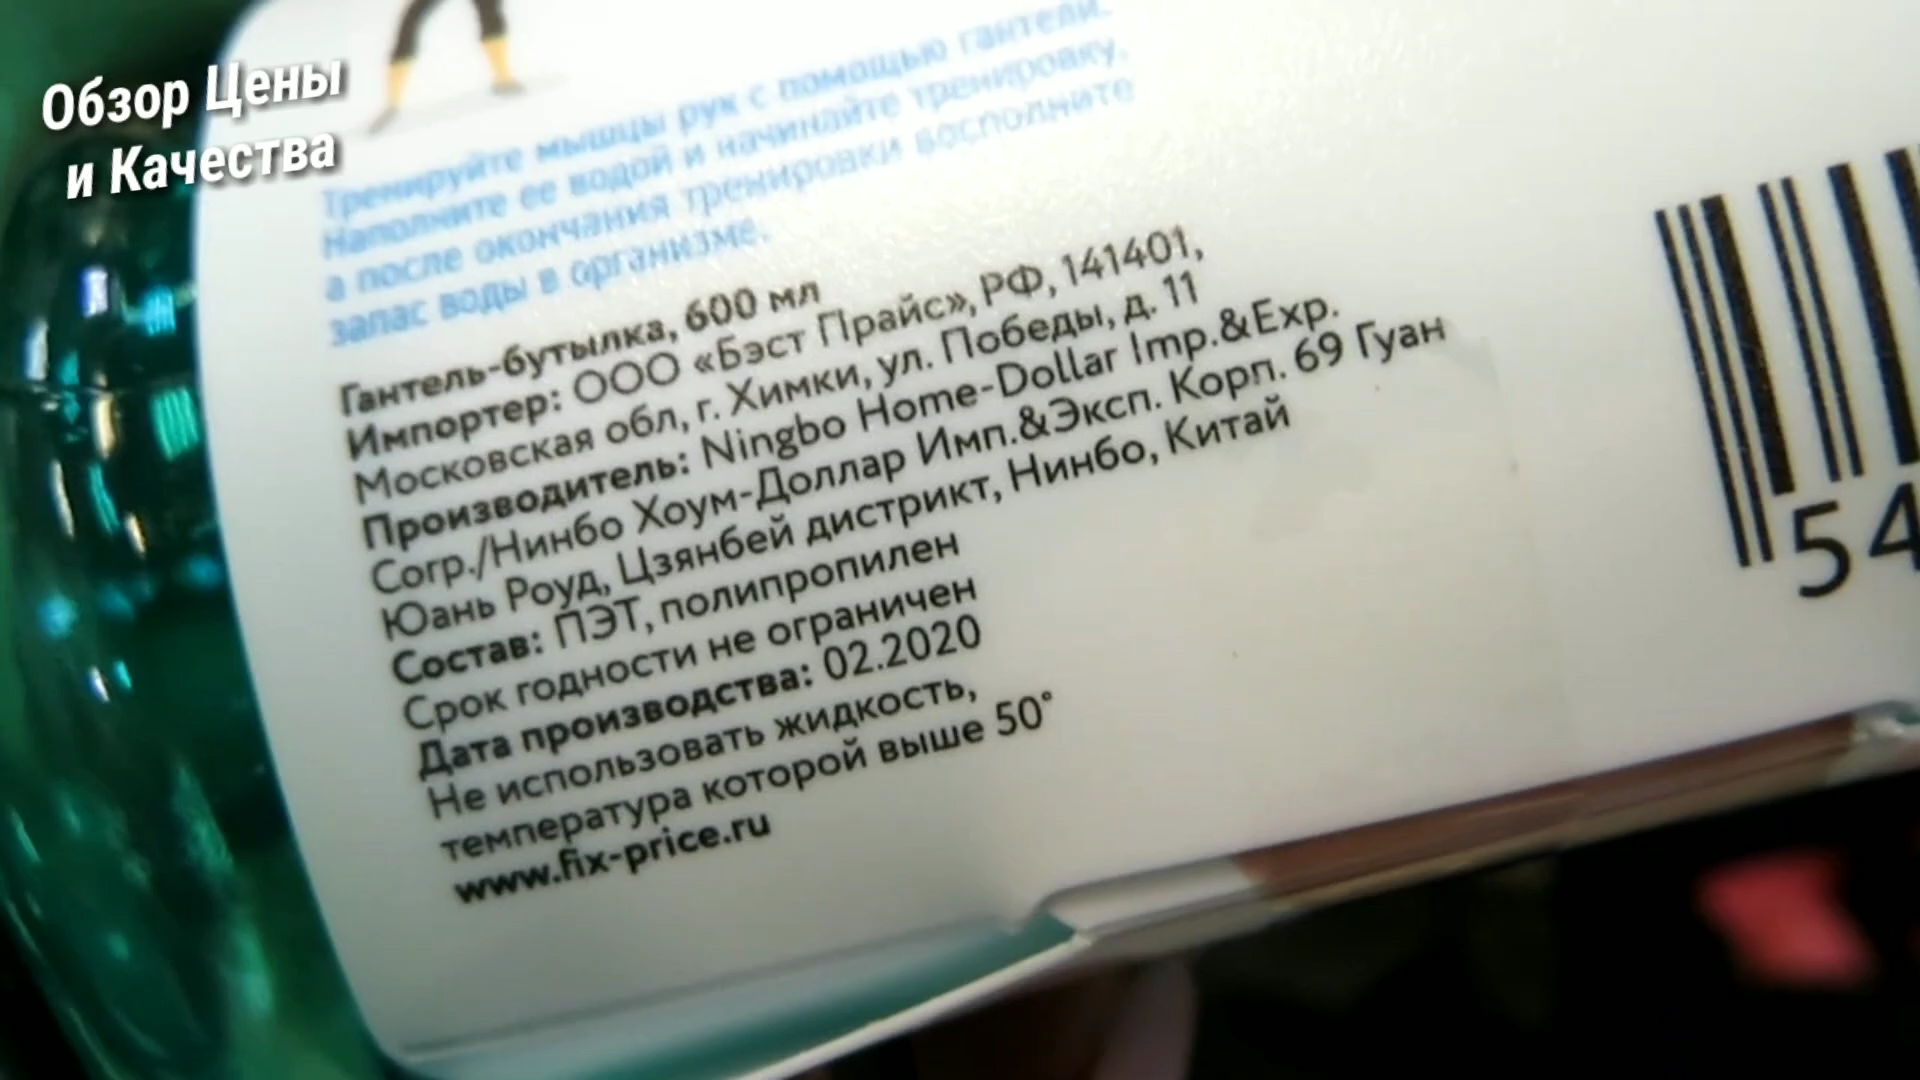 Обзор Цены
и Качества
Тренируйте мышцы рук с помощью гантели.
Наполните ее водой и начинайте тренировку,
а после окончания тренировки восполните
запас воды в организме.
Гантель-бутылка, 600 мл
Импортер: ООО «Бэст Прайс», РФ, 141401,
Московская обл, г. Химки, ул. Победы, д. 11
Производитель: Ningbo Home-Dollar Imp.&Exp.
Corp./Нинбо Хоум-Доллар Имп.&Эксп. Корп. 69 Гуан
Юань Роуд, Цзянбей дистрикт, Нинбо, Китай
Состав: ПЭТ, полипропилен
Срок годности не ограничен
Дата производства: 02.2020
Не использовать жидкость,
температура которой выше 50°
www.fix-price.ru
54